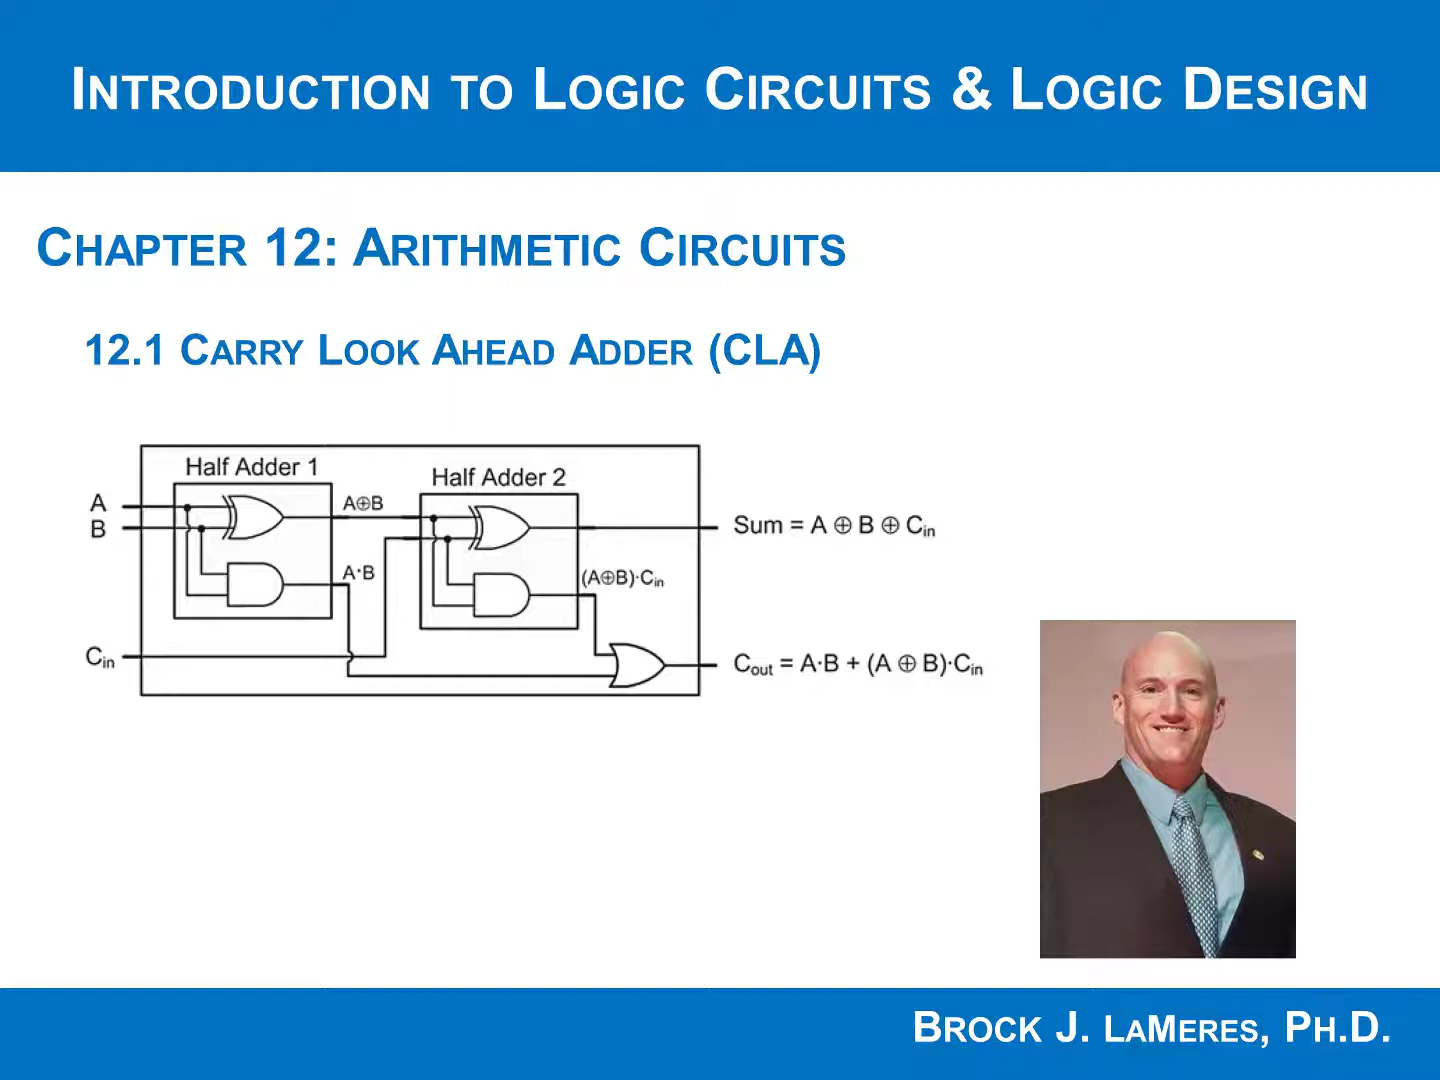 INTRODUCTION TO LOGIC CIRCUITS & LOGIC DESIGN
CHAPTER 12: ARITHMETIC CIRCUITS
12.1 CARRY LOOK AHEAD ADDER (CLA)
Half Adder 1
Half Adder 2
A
B
A⊕B
Sum = A ⊕ B ⊕ Cin
A·B
(A⊕B)·Cin
Cin
Cout = A·B + (A ⊕ B)·Cin
BROCK J. LAMERES, PH.D.